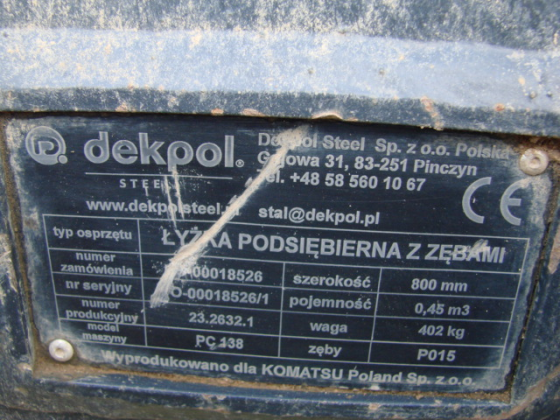 dekpol®
STEEL
Dekpol Steel Sp. z o.o. Polska
Gajowa 31, 83-251 Pinczyn
tel. +48 58 560 10 67
www.dekpolsteel.pl stal@dekpol.pl
CE
typ osprzętu ŁYŻKA PODSIĘBIERNA Z ZĘBAMI
numer zamówienia 00018526 szerokość 800 mm
nr seryjny O-00018526/1 pojemność 0,45 m3
numer produkcyjny 23.2632.1 waga 402 kg
model maszyny PC 138 zęby P015
Wyprodukowano dla KOMATSU Poland Sp. z o.o.